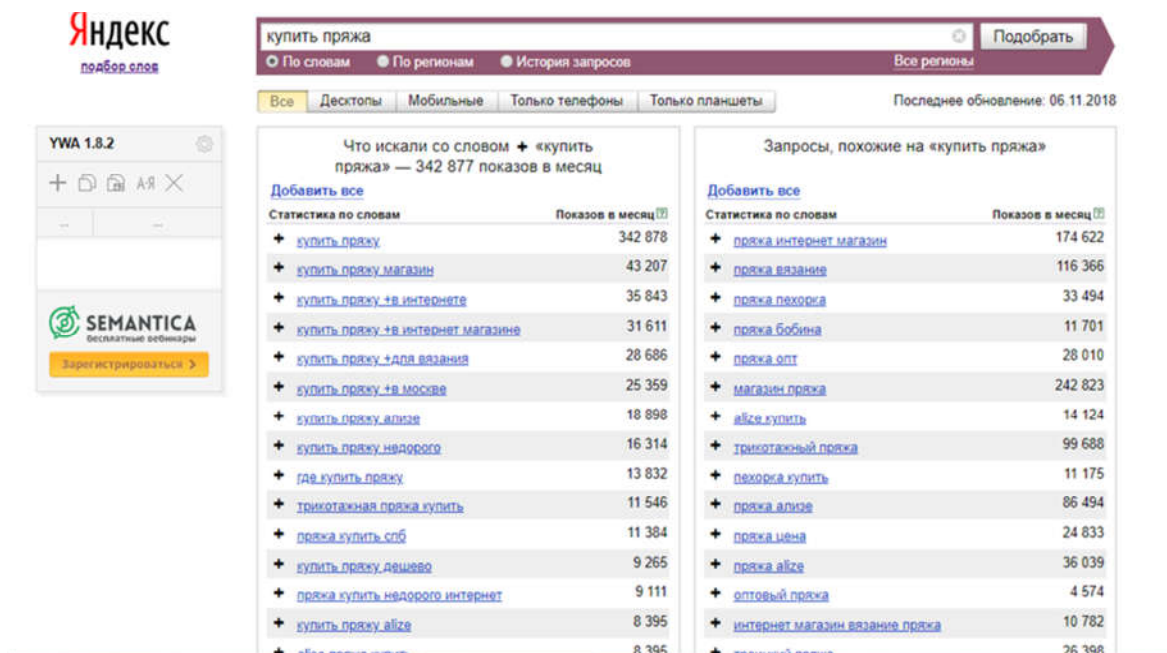 Яндекс
подбор слов
купить пряжа
Подобрать
По словам
По регионам
История запросов
Все регионы
Все
Десктопы
Мобильные
Только телефоны
Только планшеты
Последнее обновление: 06.11.2018
YWA 1.8.2
А-Я
--
--
SEMANTICA
бесплатные вебинары
Зарегистрироваться >
Что искали со словом + «купить
пряжа» — 342 877 показов в месяц
Добавить все
Статистика по словам Показов в месяц ?
+ купить пряжу 342 878
+ купить пряжу магазин 43 207
+ купить пряжу +в интернете 35 843
+ купить пряжу +в интернет магазине 31 611
+ купить пряжу +для вязания 28 686
+ купить пряжу +в москве 25 359
+ купить пряжу ализе 18 898
+ купить пряжу недорого 16 314
+ где купить пряжу 13 832
+ трикотажная пряжа купить 11 546
+ пряжа купить спб 11 384
+ купить пряжу дешево 9 265
+ пряжа купить недорого интернет 9 111
+ купить пряжу alize 8 395
+ alize пряжа купить 8 395
Запросы, похожие на «купить пряжа»
Добавить все
Статистика по словам Показов в месяц ?
+ пряжа интернет магазин 174 622
+ пряжа вязание 116 366
+ пряжа пехорка 33 494
+ пряжа бобина 11 701
+ пряжа опт 28 010
+ магазин пряжа 242 823
+ alize купить 14 124
+ трикотажный пряжа 99 688
+ пехорка купить 11 175
+ пряжа ализе 86 494
+ пряжа цена 24 833
+ пряжа alize 36 039
+ оптовый пряжа 4 574
+ интернет магазин вязание пряжа 10 782
+ троицкий пряжа 26 398